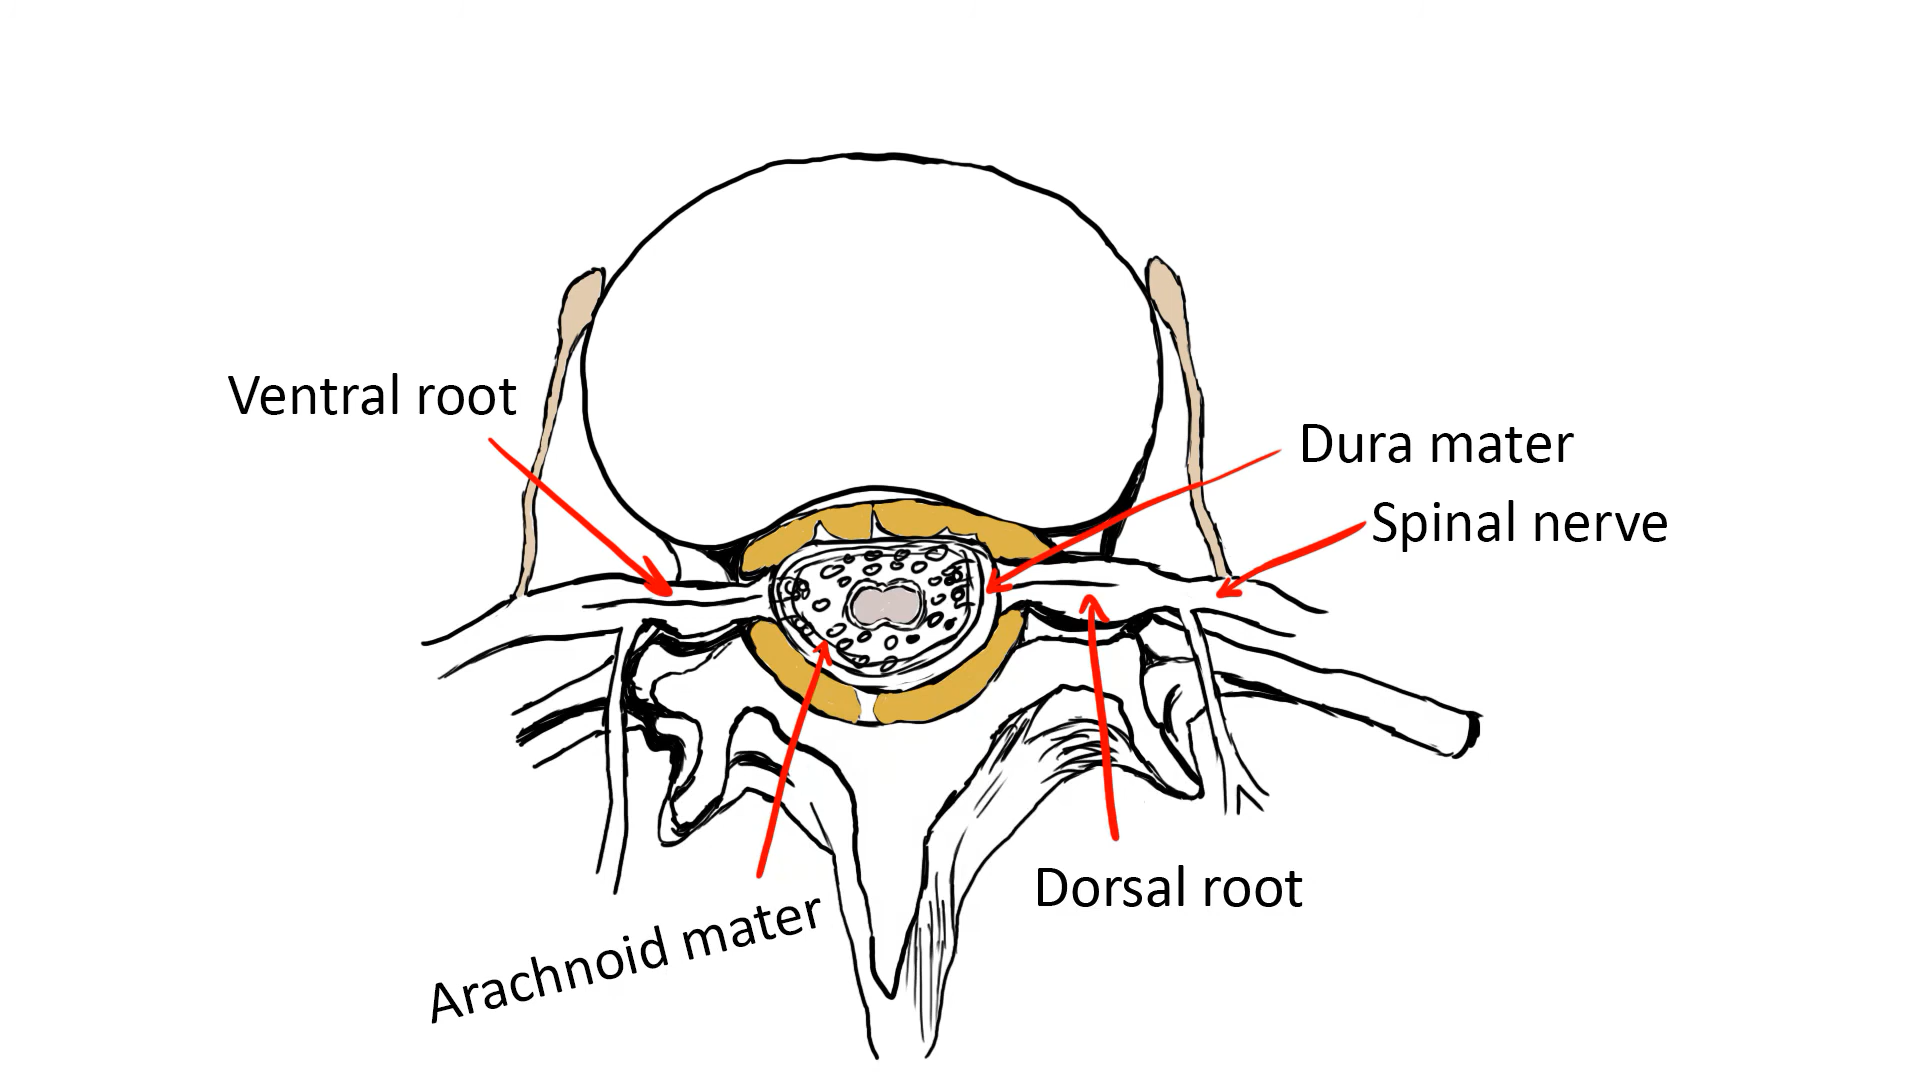 Ventral root
Dura mater
Spinal nerve
Dorsal root
Arachnoid mater